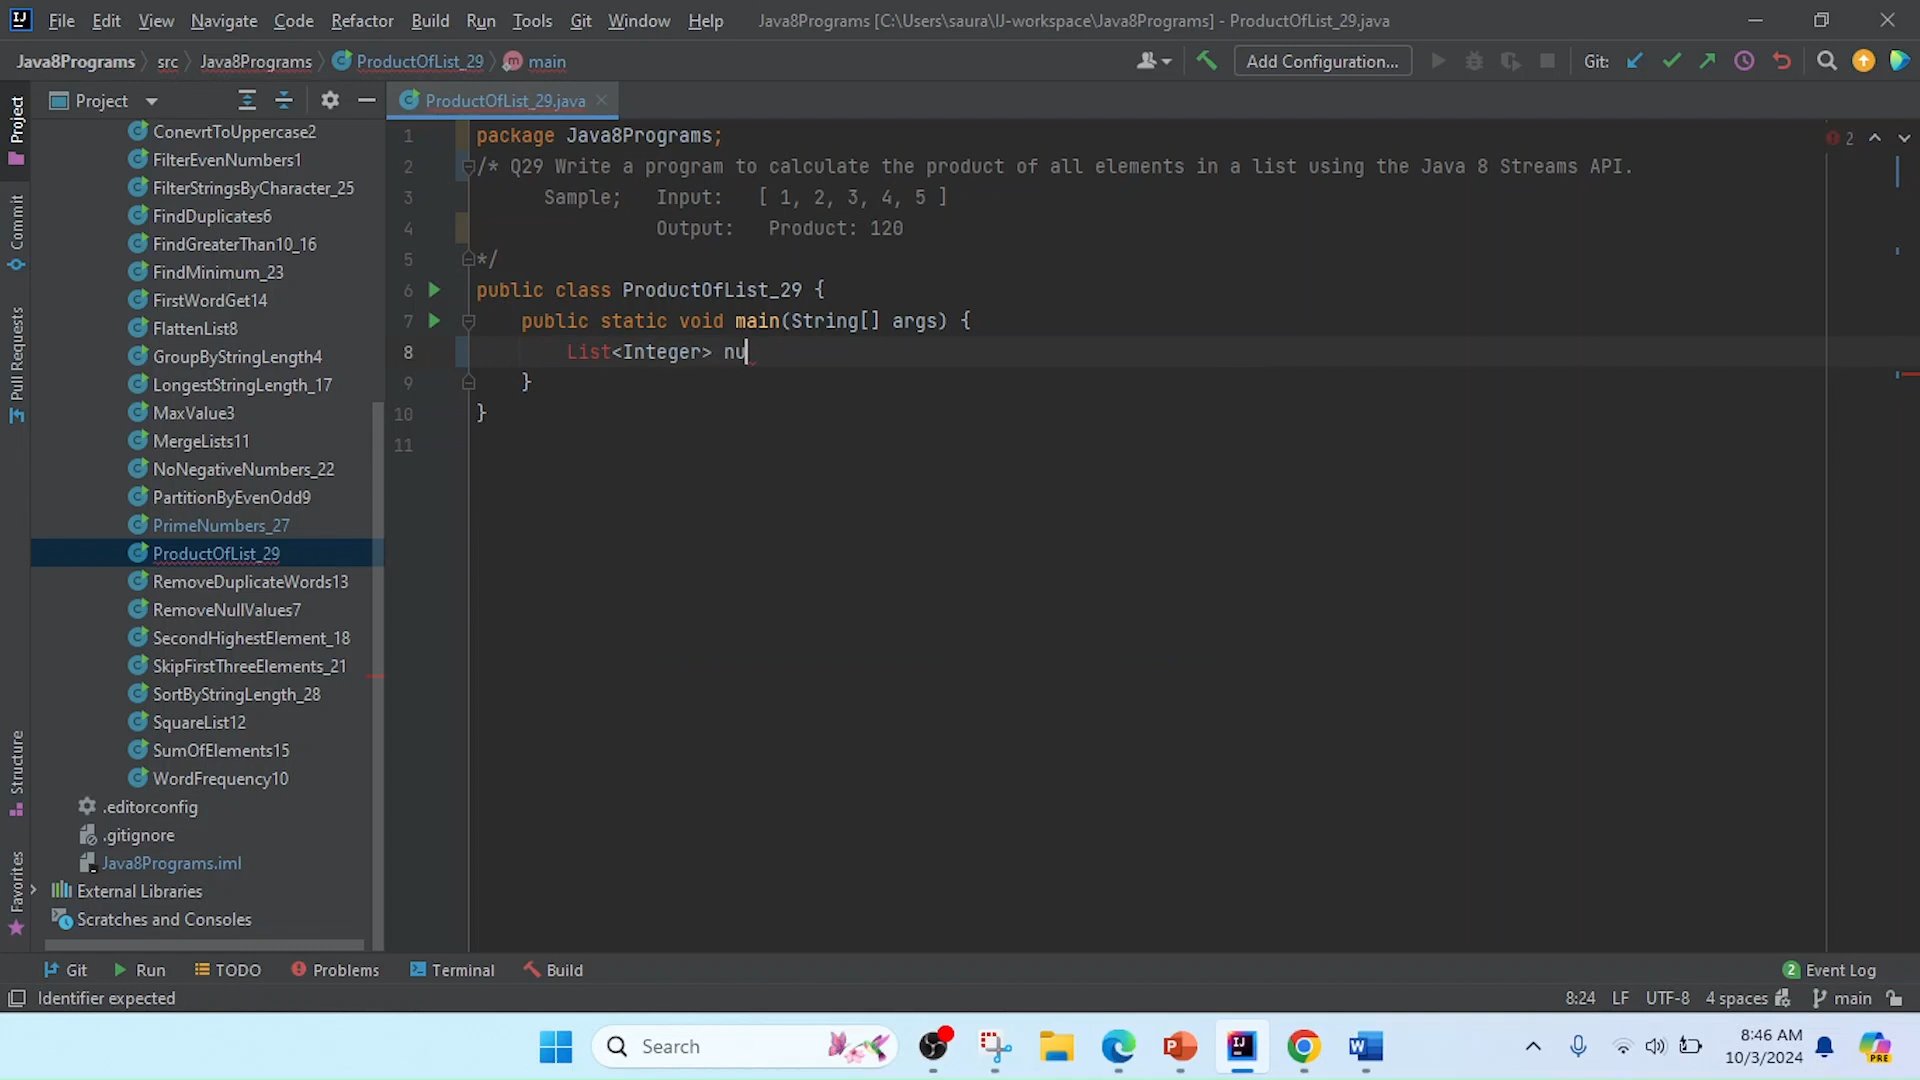 File Edit View Navigate Code Refactor Build Run Tools Git Window Help Java8Programs [C:\Users\saura\IJ-workspace\Java8Programs] - ProductOfList_29.java
Java8Programs src Java8Programs ProductOfList_29 main Add Configuration... Git:
Project
ProductOfList_29.java
Project
Commit
Pull Requests
Structure
Favorites
ConevrtToUppercase2
FilterEvenNumbers1
FilterStringsByCharacter_25
FindDuplicates6
FindGreaterThan10_16
FindMinimum_23
FirstWordGet14
FlattenList8
GroupByStringLength4
LongestStringLength_17
MaxValue3
MergeLists11
NoNegativeNumbers_22
PartitionByEvenOdd9
PrimeNumbers_27
ProductOfList_29
RemoveDuplicateWords13
RemoveNullValues7
SecondHighestElement_18
SkipFirstThreeElements_21
SortByStringLength_28
SquareList12
SumOfElements15
WordFrequency10
.editorconfig
.gitignore
Java8Programs.iml
External Libraries
Scratches and Consoles
1 package Java8Programs;
2 /* Q29 Write a program to calculate the product of all elements in a list using the Java 8 Streams API.
3 Sample; Input: [ 1, 2, 3, 4, 5 ]
4 Output: Product: 120
5 */
6 public class ProductOfList_29 {
7 public static void main(String[] args) {
8 List<Integer> nu
9 }
10 }
11
2
Git Run TODO Problems Terminal Build 2 Event Log
Identifier expected 8:24 LF UTF-8 4 spaces main
Search
8:46 AM
10/3/2024
PRE